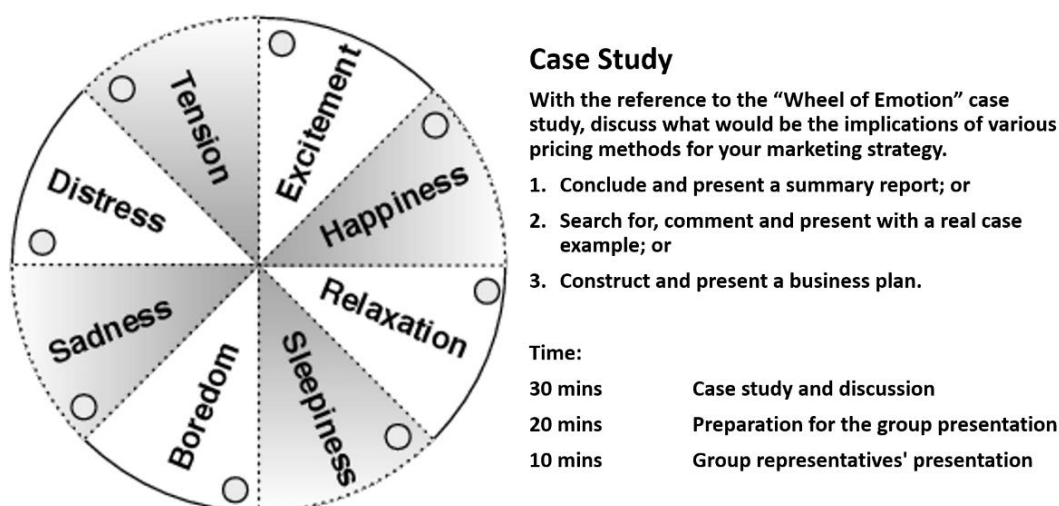 Tension
Excitement
Distress
Happiness
Sadness
Relaxation
Boredom
Sleepiness
Case Study
With the reference to the “Wheel of Emotion” case
study, discuss what would be the implications of various
pricing methods for your marketing strategy.
1. Conclude and present a summary report; or
2. Search for, comment and present with a real case
example; or
3. Construct and present a business plan.
Time:
30 mins Case study and discussion
20 mins Preparation for the group presentation
10 mins Group representatives' presentation